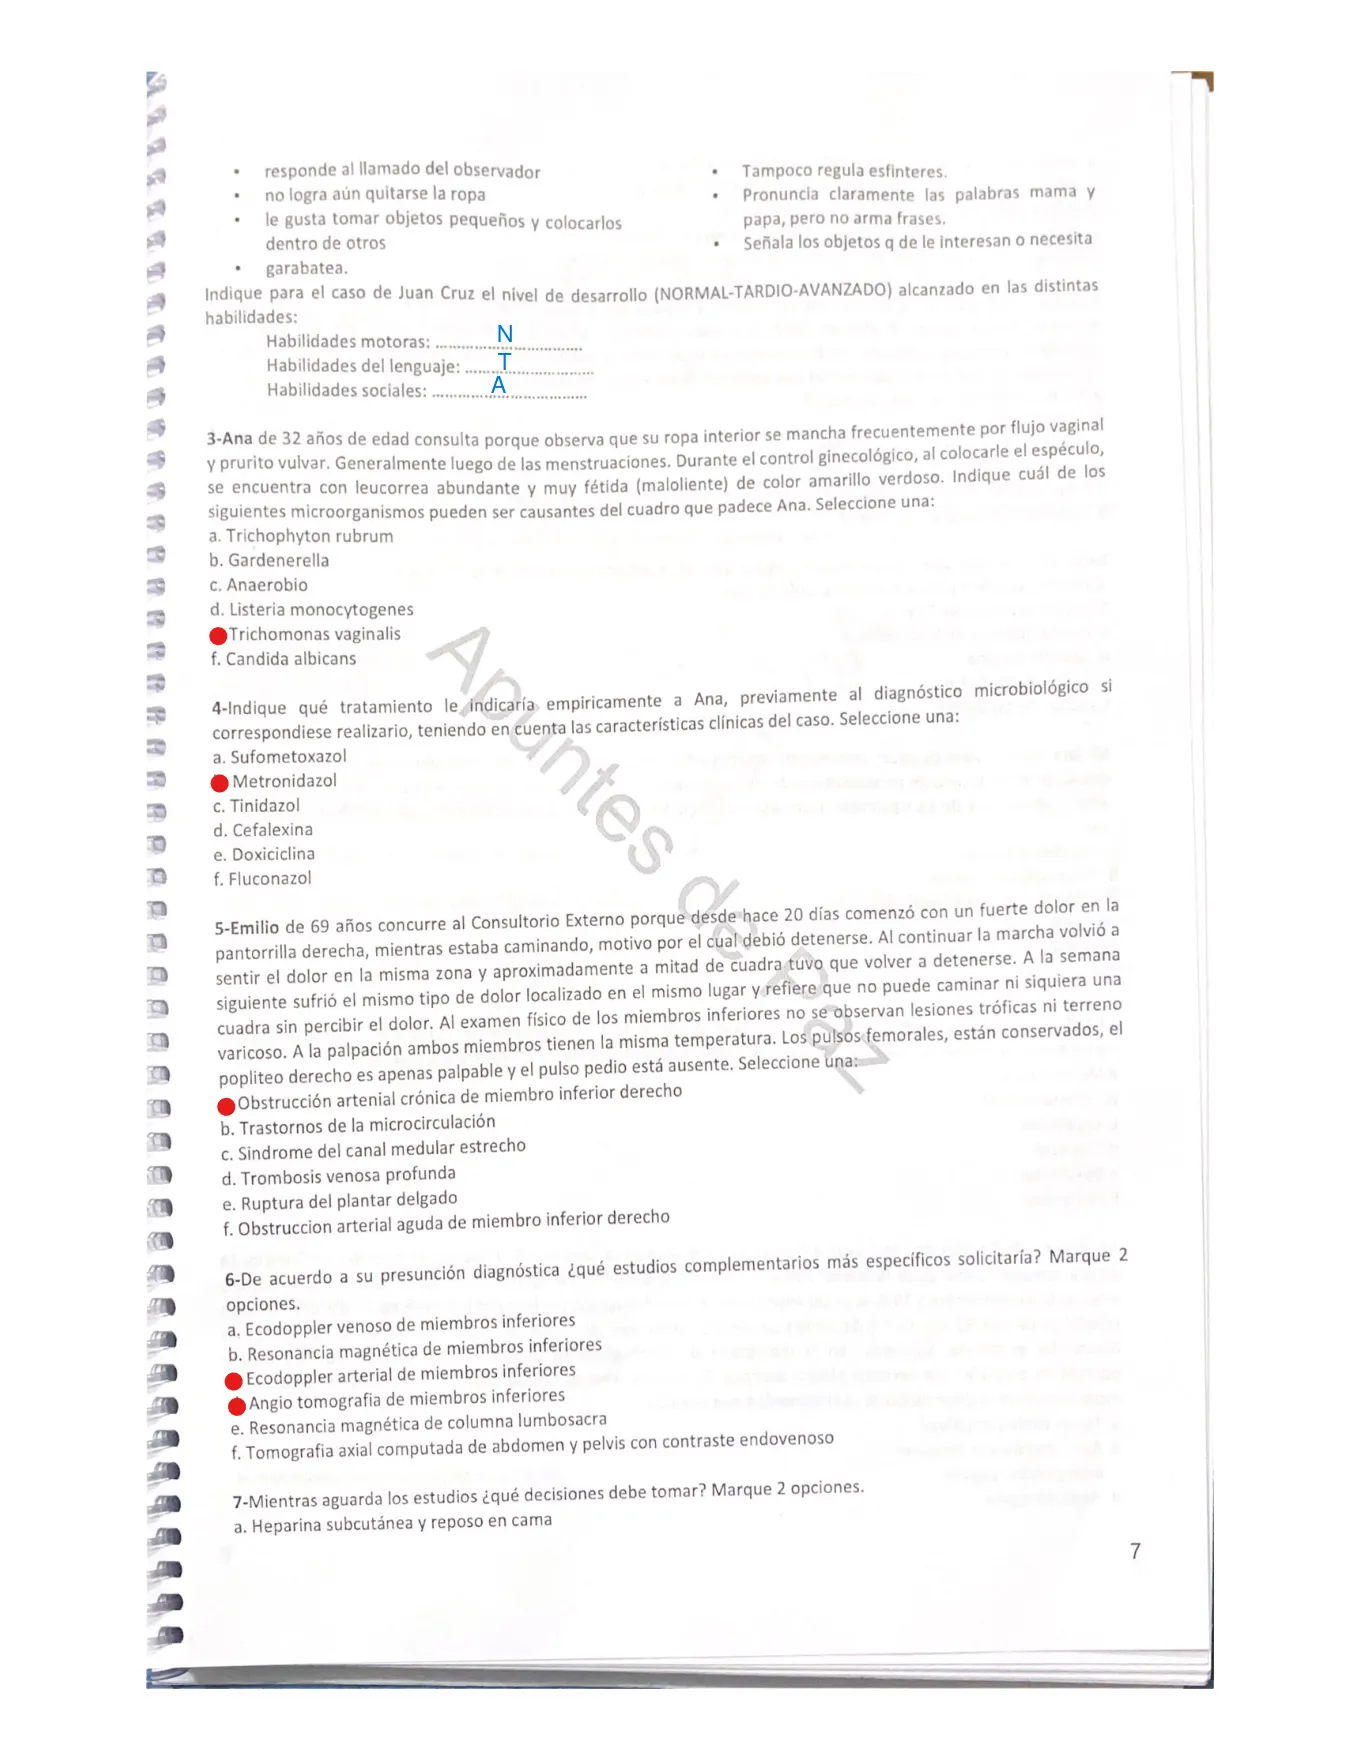 • responde al llamado del observador
• no logra aún quitarse la ropa
• le gusta tomar objetos pequeños y colocarlos
dentro de otros
• garabatea.
• Tampoco regula esfinteres.
• Pronuncia claramente las palabras mama y
papa, pero no arma frases.
• Señala los objetos q de le interesan o necesita
Indique para el caso de Juan Cruz el nivel de desarrollo (NORMAL-TARDIO-AVANZADO) alcanzado en las distintas
habilidades:
Habilidades motoras: .......... N ..........
Habilidades del lenguaje: .......... T ..........
Habilidades sociales: .......... A ..........
3-Ana de 32 años de edad consulta porque observa que su ropa interior se mancha frecuentemente por flujo vaginal
y prurito vulvar. Generalmente luego de las menstruaciones. Durante el control ginecológico, al colocarle el espéculo,
se encuentra con leucorrea abundante y muy fétida (maloliente) de color amarillo verdoso. Indique cuál de los
siguientes microorganismos pueden ser causantes del cuadro que padece Ana. Seleccione una:
a. Trichophyton rubrum
b. Gardenerella
c. Anaerobio
d. Listeria monocytogenes
Trichomonas vaginalis
f. Candida albicans
4-Indique qué tratamiento le indicaría empiricamente a Ana, previamente al diagnóstico microbiológico si
correspondiese realizario, teniendo en cuenta las características clínicas del caso. Seleccione una:
a. Sufometoxazol
Metronidazol
c. Tinidazol
d. Cefalexina
e. Doxiciclina
f. Fluconazol
5-Emilio de 69 años concurre al Consultorio Externo porque desde hace 20 días comenzó con un fuerte dolor en la
pantorrilla derecha, mientras estaba caminando, motivo por el cual debió detenerse. Al continuar la marcha volvió a
sentir el dolor en la misma zona y aproximadamente a mitad de cuadra tuvo que volver a detenerse. A la semana
siguiente sufrió el mismo tipo de dolor localizado en el mismo lugar y refiere que no puede caminar ni siquiera una
cuadra sin percibir el dolor. Al examen físico de los miembros inferiores no se observan lesiones tróficas ni terreno
varicoso. A la palpación ambos miembros tienen la misma temperatura. Los pulsos femorales, están conservados, el
popliteo derecho es apenas palpable y el pulso pedio está ausente. Seleccione una:
Obstrucción artenial crónica de miembro inferior derecho
b. Trastornos de la microcirculación
c. Sindrome del canal medular estrecho
d. Trombosis venosa profunda
e. Ruptura del plantar delgado
f. Obstruccion arterial aguda de miembro inferior derecho
6-De acuerdo a su presunción diagnóstica ¿qué estudios complementarios más específicos solicitaría? Marque 2
opciones.
a. Ecodoppler venoso de miembros inferiores
b. Resonancia magnética de miembros inferiores
Ecodoppler arterial de miembros inferiores
Angio tomografia de miembros inferiores
e. Resonancia magnética de columna lumbosacra
f. Tomografia axial computada de abdomen y pelvis con contraste endovenoso
7-Mientras aguarda los estudios ¿qué decisiones debe tomar? Marque 2 opciones.
a. Heparina subcutánea y reposo en cama
7
Apuntes de Paz